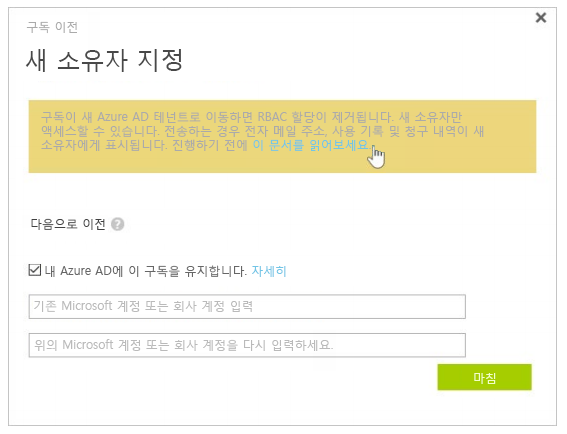 구독 이전
새 소유자 지정
구독이 새 Azure AD 테넌트로 이동하면 RBAC 할당이 제거됩니다. 새 소유자만
액세스할 수 있습니다. 전송하는 경우 전자 메일 주소, 사용 기록 및 청구 내역이 새
소유자에게 표시됩니다. 진행하기 전에 이 문서를 읽어보세요.
다음으로 이전 ?
내 Azure AD에 이 구독을 유지합니다. 자세히
기존 Microsoft 계정 또는 회사 계정 입력
위의 Microsoft 계정 또는 회사 계정을 다시 입력하세요.
마침